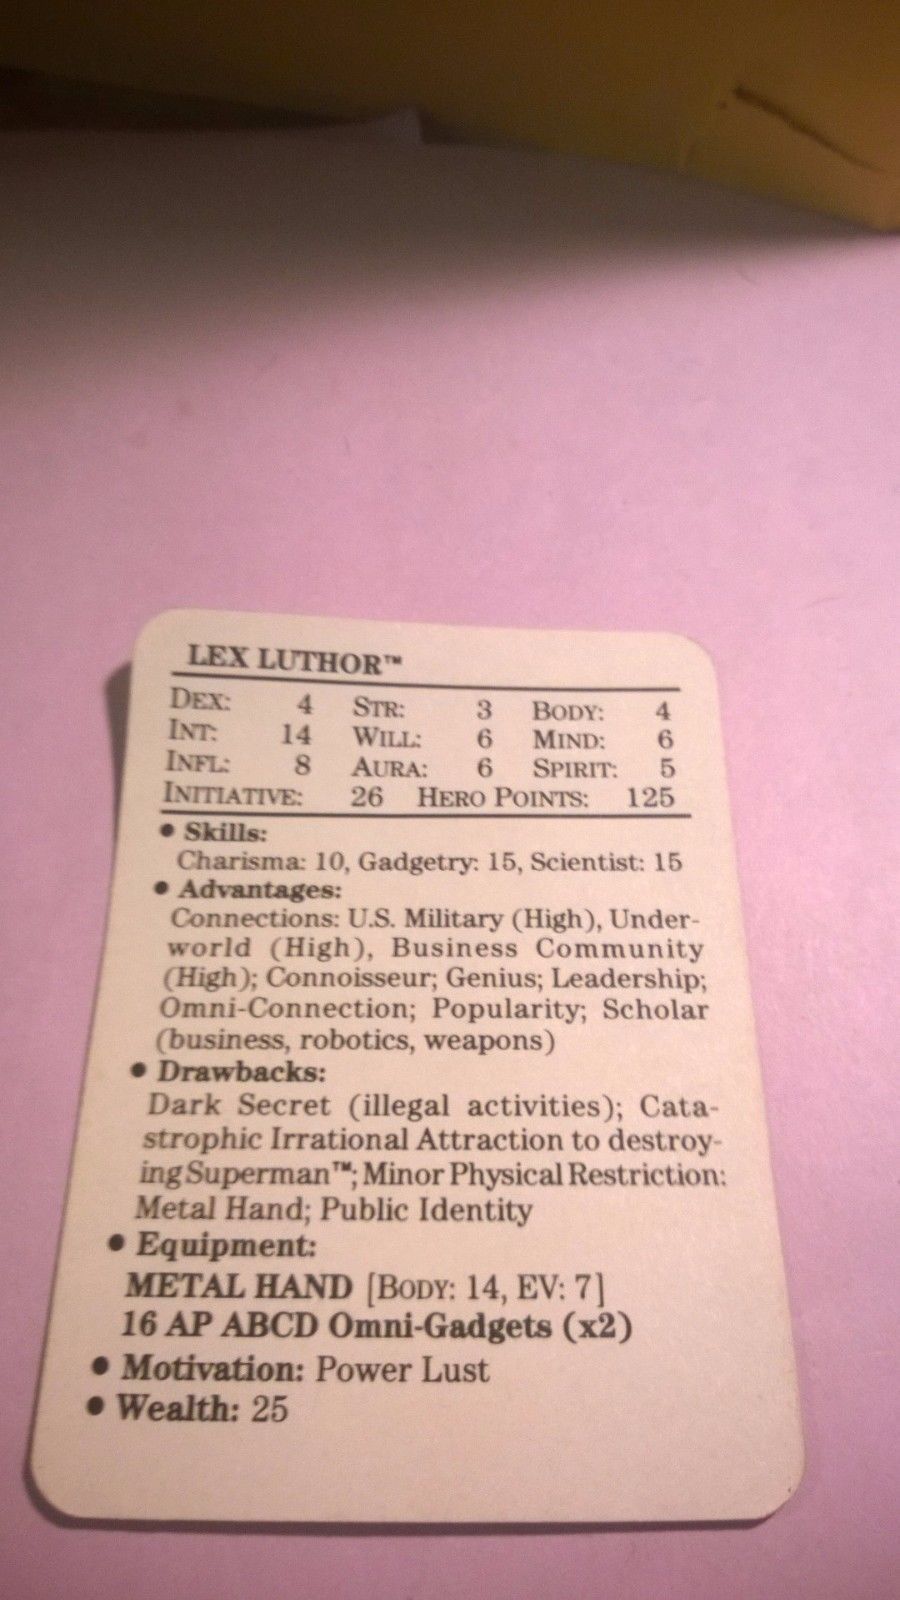 LEX LUTHOR™
DEX: 4 STR: 3 BODY: 4
INT: 14 WILL: 6 MIND: 6
INFL: 8 AURA: 6 SPIRIT: 5
INITIATIVE: 26 HERO POINTS: 125
• Skills:
Charisma: 10, Gadgetry: 15, Scientist: 15
• Advantages:
Connections: U.S. Military (High), Under-
world (High), Business Community
(High); Connoisseur; Genius; Leadership;
Omni-Connection; Popularity; Scholar
(business, robotics, weapons)
• Drawbacks:
Dark Secret (illegal activities); Cata-
strophic Irrational Attraction to destroy-
ing Superman™; Minor Physical Restriction:
Metal Hand; Public Identity
• Equipment:
METAL HAND [BODY: 14, EV: 7]
16 AP ABCD Omni-Gadgets (x2)
• Motivation: Power Lust
• Wealth: 25